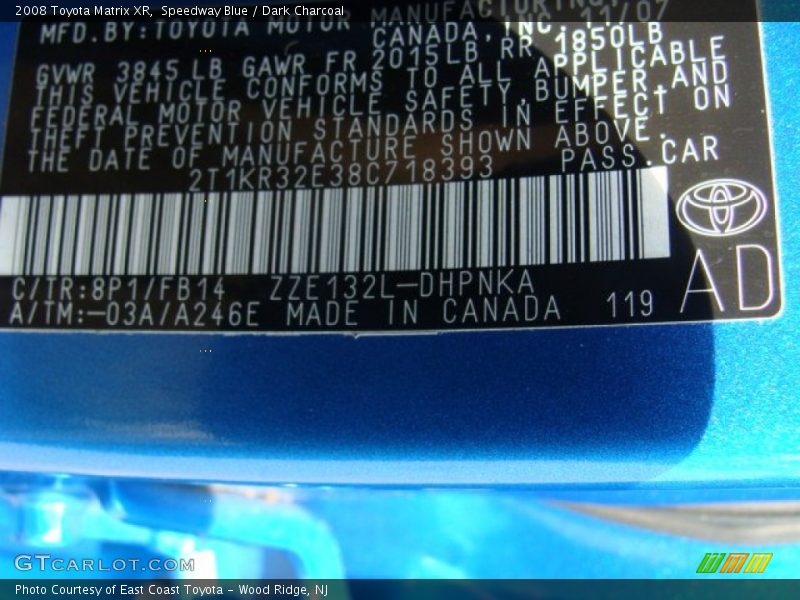 2008 Toyota Matrix XR, Speedway Blue / Dark Charcoal
MFD.BY:TOYOTA MOTOR MANUFACTURING, 11/07
CANADA, INC.
GVWR 3845 LB GAWR FR 2015LB, RR 1850LB
THIS VEHICLE CONFORMS TO ALL APPLICABLE
FEDERAL MOTOR VEHICLE SAFETY, BUMPER, AND
THEFT PREVENTION STANDARDS IN EFFECT ON
THE DATE OF MANUFACTURE SHOWN ABOVE.
2T1KR32E38C718393 PASS.CAR
C/TR:8P1/FB14 ZZE132L-DHPNKA
A/TM:-03A/A246E MADE IN CANADA 119
AD
GTCARLOT.COM
Photo Courtesy of East Coast Toyota - Wood Ridge, NJ